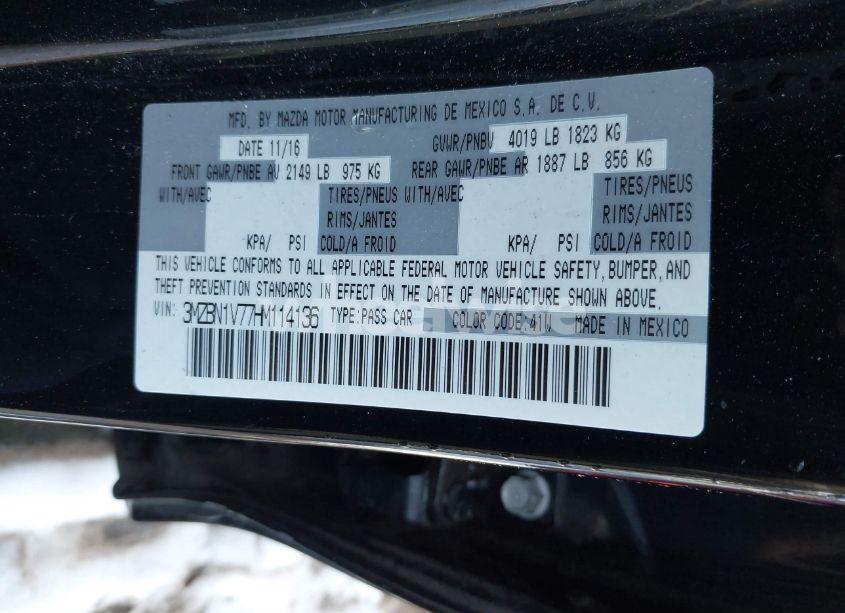 MFD. BY MAZDA MOTOR MANUFACTURING DE MEXICO S.A. DE C.V.
DATE 11/16 GVWR/PNBV 4019 LB 1823 KG
FRONT GAWR/PNBE AV 2149 LB 975 KG REAR GAWR/PNBE AR 1887 LB 856 KG
WITH/AVEC TIRES/PNEUS WITH/AVEC TIRES/PNEUS
RIMS/JANTES RIMS/JANTES
KPA/ PSI COLD/A FROID KPA/ PSI COLD/A FROID
THIS VEHICLE CONFORMS TO ALL APPLICABLE FEDERAL MOTOR VEHICLE SAFETY, BUMPER, AND
THEFT PREVENTION STANDARDS IN EFFECT ON THE DATE OF MANUFACTURE SHOWN ABOVE.
VIN: 3MZBN1V77HM114136 TYPE:PASS CAR COLOR CODE:41W MADE IN MEXICO